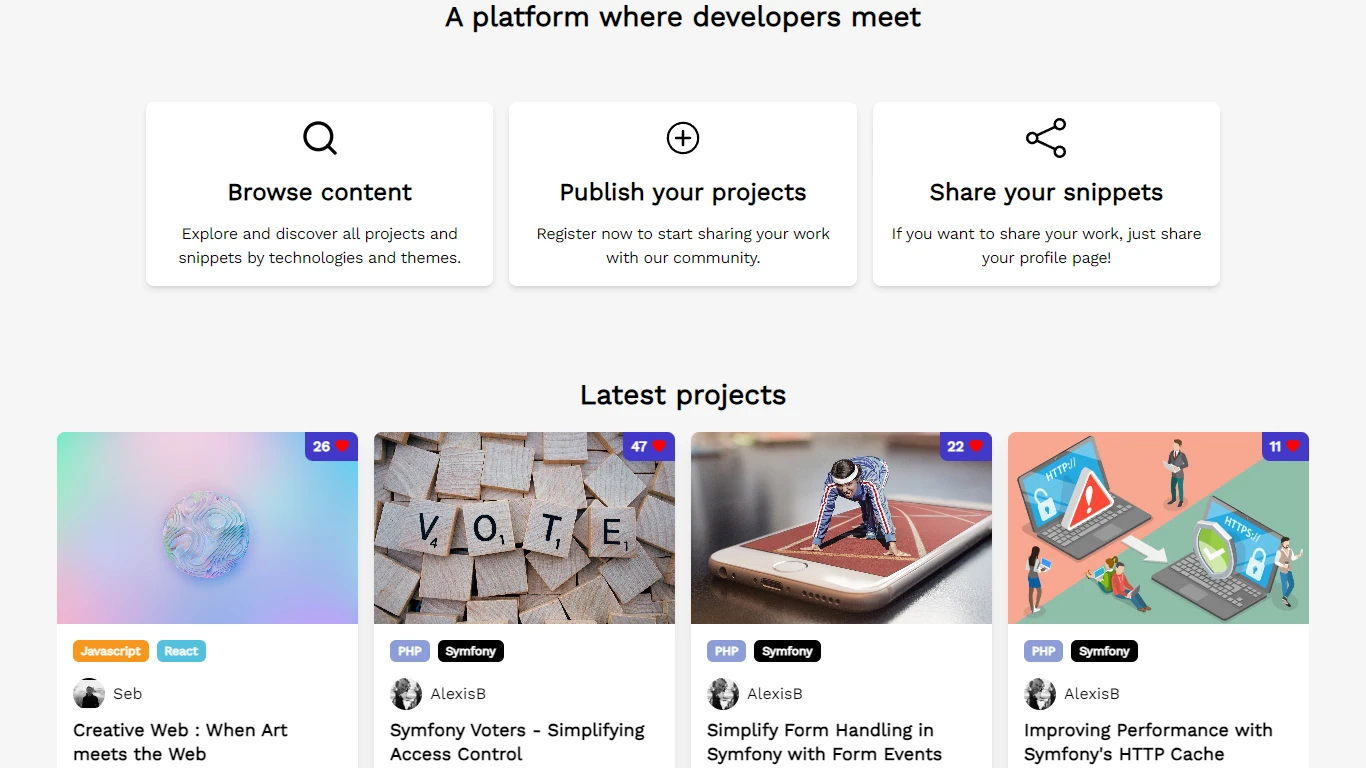 A platform where developers meet
Browse content
Explore and discover all projects and
snippets by technologies and themes.
Publish your projects
Register now to start sharing your work
with our community.
Share your snippets
If you want to share your work, just share
your profile page!
Latest projects
26
Javascript React
Seb
Creative Web : When Art
meets the Web
47
V4 O1 T1 E1
PHP Symfony
AlexisB
Symfony Voters - Simplifying
Access Control
22
PHP Symfony
AlexisB
Simplify Form Handling in
Symfony with Form Events
11
HTTP://
HTTPS://
PHP Symfony
AlexisB
Improving Performance with
Symfony's HTTP Cache